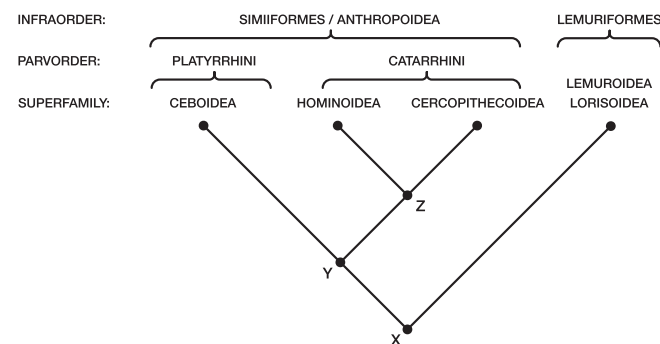 INFRAORDER: SIMIIFORMES / ANTHROPOIDEA LEMURIFORMES
PARVORDER: PLATYRRHINI CATARRHINI
LEMUROIDEA
SUPERFAMILY: CEBOIDEA HOMINOIDEA CERCOPITHECOIDEA LORISOIDEA
Z
Y
X